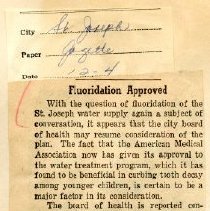 City St. Joseph
Paper Gazette
Date 12-4
Fluoridation Approved
With the question of fluoridation of the
St. Joseph water supply again a subject of
conversation, it appears that the city board
of health may resume consideration of the
plan. The fact that the American Medical
Association now has given its approval to
the water treatment program, which it has
found to be beneficial in curbing tooth decay
among younger children, is certain to be a
major factor in its consideration.
The board of health is reported con-